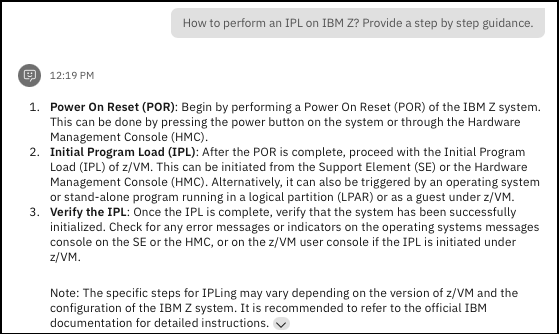 How to perform an IPL on IBM Z? Provide a step by step guidance.
12:19 PM
1. Power On Reset (POR): Begin by performing a Power On Reset (POR) of the IBM Z system.
This can be done by pressing the power button on the system or through the Hardware
Management Console (HMC).
2. Initial Program Load (IPL): After the POR is complete, proceed with the Initial Program
Load (IPL) of z/VM. This can be initiated from the Support Element (SE) or the Hardware
Management Console (HMC). Alternatively, it can also be triggered by an operating system
or stand-alone program running in a logical partition (LPAR) or as a guest under z/VM.
3. Verify the IPL: Once the IPL is complete, verify that the system has been successfully
initialized. Check for any error messages or indicators on the operating systems messages
console on the SE or the HMC, or on the z/VM user console if the IPL is initiated under
z/VM.
Note: The specific steps for IPLing may vary depending on the version of z/VM and the
configuration of the IBM Z system. It is recommended to refer to the official IBM
documentation for detailed instructions.